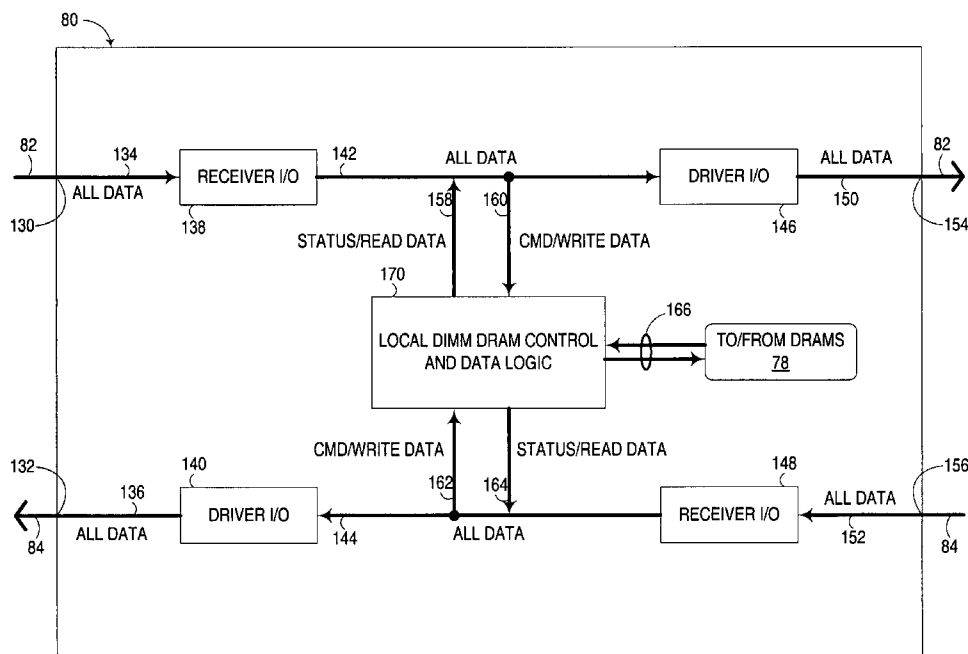 80
82
134
ALL DATA
130
RECEIVER I/O
138
142
ALL DATA
158
160
STATUS/READ DATA
CMD/WRITE DATA
DRIVER I/O
146
ALL DATA
150
82
154
170
LOCAL DIMM DRAM CONTROL
AND DATA LOGIC
166
TO/FROM DRAMS
78
CMD/WRITE DATA
STATUS/READ DATA
162
164
132
136
ALL DATA
84
140
DRIVER I/O
144
ALL DATA
148
RECEIVER I/O
156
ALL DATA
152
84